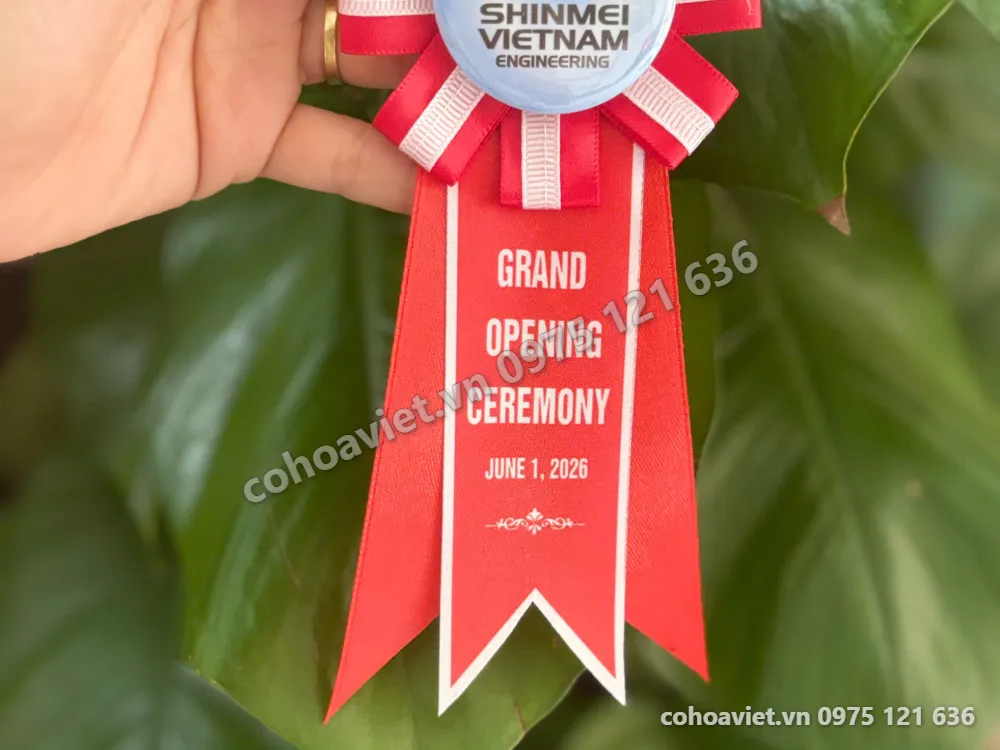 SHINMEI
VIETNAM
ENGINEERING
GRAND
OPENING
CEREMONY
JUNE 1, 2026
cohoaviet.vn 0975 121 636
cohoaviet.vn 0975 121 636